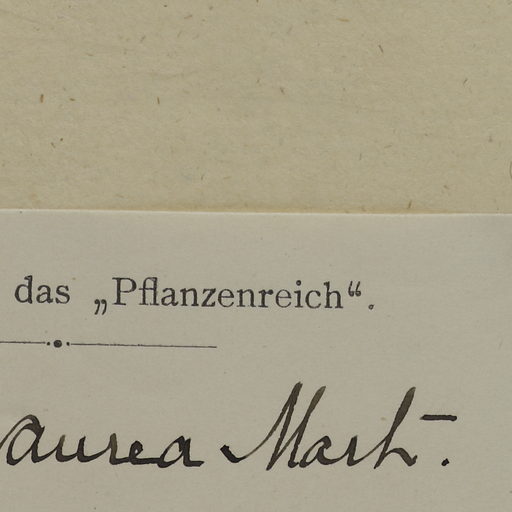 das „Pflanzenreich“.
aurea Mart.